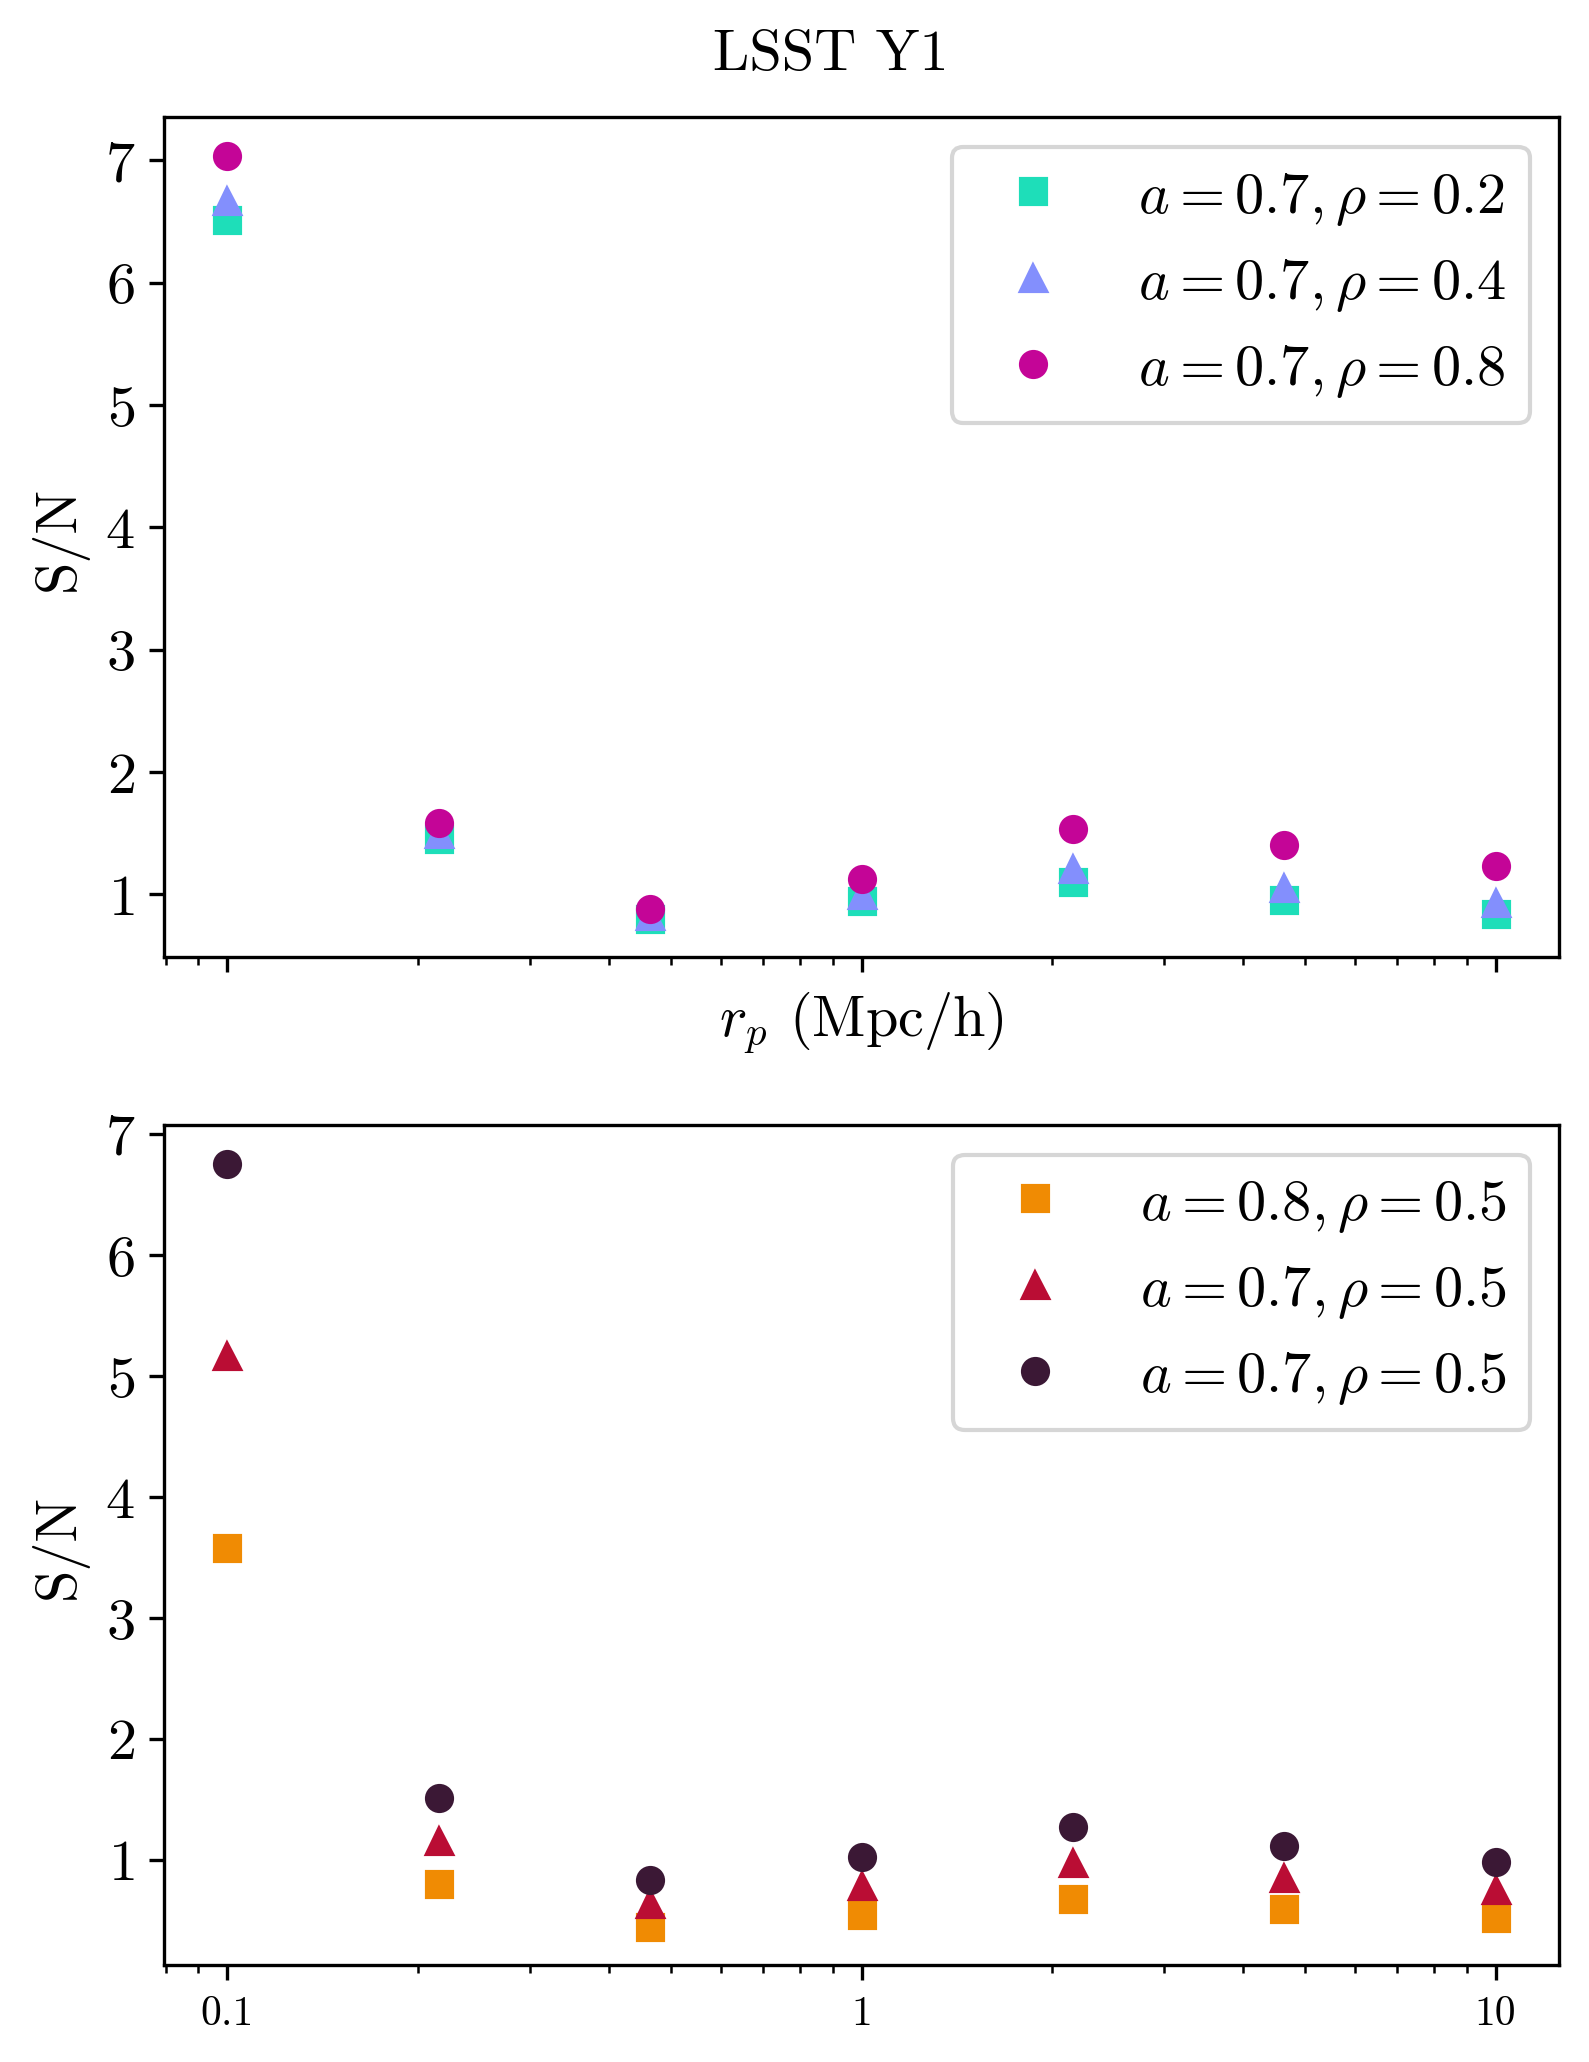 LSST Y1
7
6
5
4
3
2
1
S/N
a = 0.7, ρ = 0.2
a = 0.7, ρ = 0.4
a = 0.7, ρ = 0.8
r_p (Mpc/h)
7
6
5
4
3
2
1
S/N
a = 0.8, ρ = 0.5
a = 0.7, ρ = 0.5
a = 0.7, ρ = 0.5
0.1 1 10